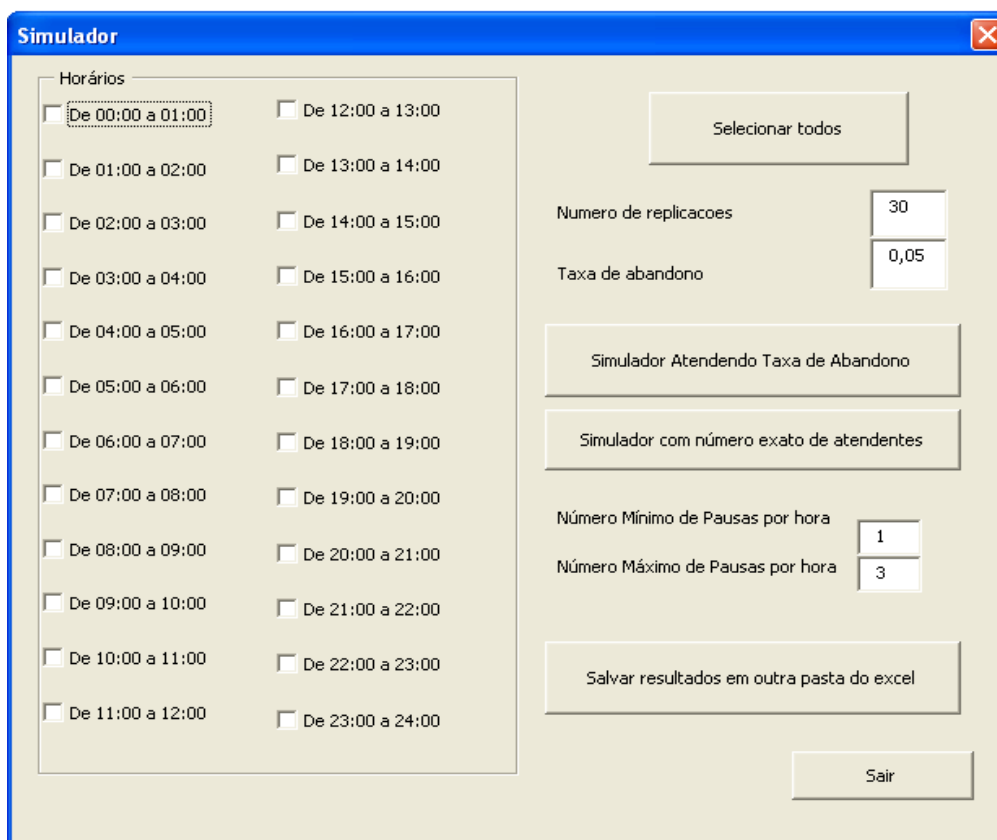 Simulador
Horários
De 00:00 a 01:00
De 01:00 a 02:00
De 02:00 a 03:00
De 03:00 a 04:00
De 04:00 a 05:00
De 05:00 a 06:00
De 06:00 a 07:00
De 07:00 a 08:00
De 08:00 a 09:00
De 09:00 a 10:00
De 10:00 a 11:00
De 11:00 a 12:00
De 12:00 a 13:00
De 13:00 a 14:00
De 14:00 a 15:00
De 15:00 a 16:00
De 16:00 a 17:00
De 17:00 a 18:00
De 18:00 a 19:00
De 19:00 a 20:00
De 20:00 a 21:00
De 21:00 a 22:00
De 22:00 a 23:00
De 23:00 a 24:00
Selecionar todos
Numero de replicacoes 30
Taxa de abandono 0,05
Simulador Atendendo Taxa de Abandono
Simulador com número exato de atendentes
Número Mínimo de Pausas por hora 1
Número Máximo de Pausas por hora 3
Salvar resultados em outra pasta do excel
Sair